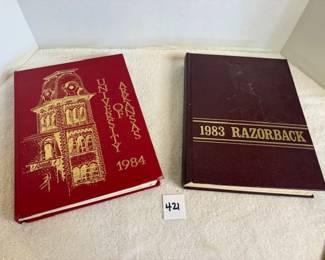 UNIVERSITY
OF
ARKANSAS
1984
1983 RAZORBACK
421